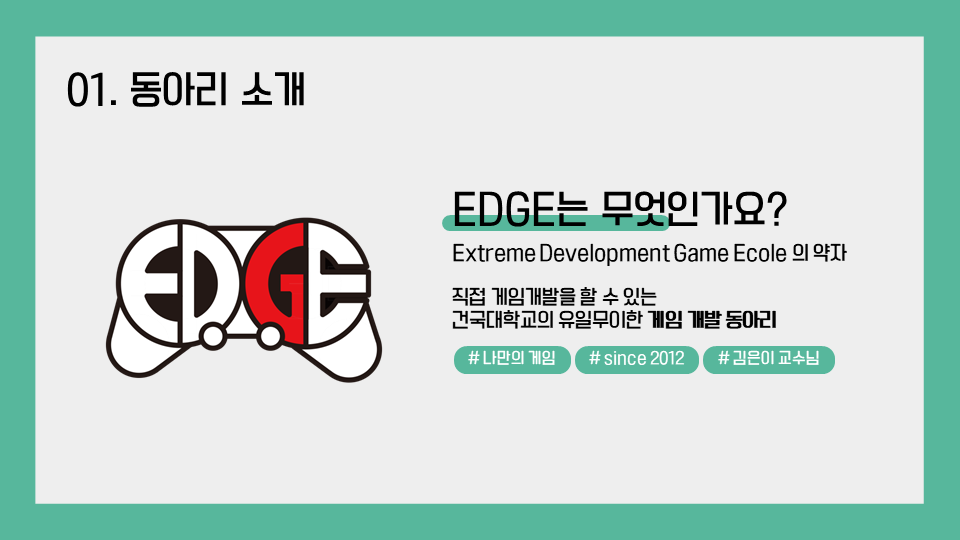 01. 동아리 소개
EDGE
EDGE는 무엇인가요?
Extreme Development Game Ecole 의 약자
직접 게임개발을 할 수 있는
건국대학교의 유일무이한 게임 개발 동아리
# 나만의 게임 # since 2012 # 김은이 교수님